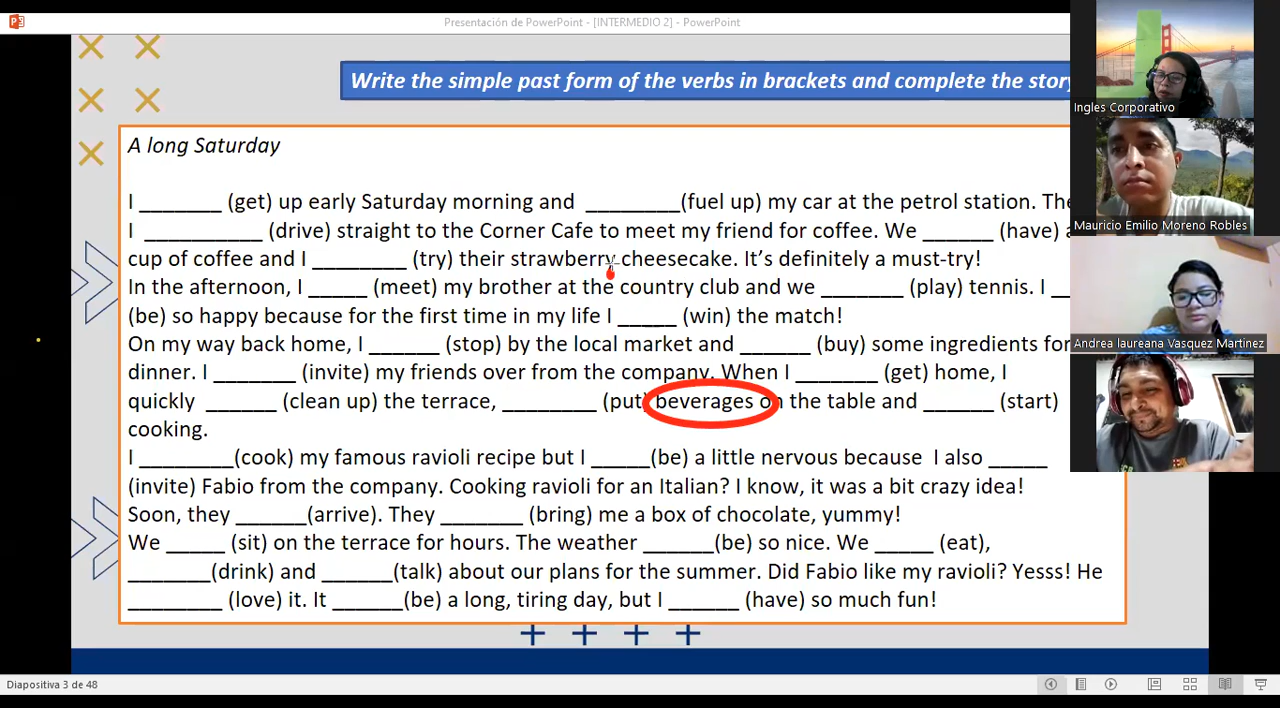 Presentación de PowerPoint - [INTERMEDIO 2] - PowerPoint
Write the simple past form of the verbs in brackets and complete the story
A long Saturday
I _______ (get) up early Saturday morning and ________(fuel up) my car at the petrol station. The
I __________ (drive) straight to the Corner Cafe to meet my friend for coffee. We ______ (have) a
cup of coffee and I ________ (try) their strawberry cheesecake. It’s definitely a must-try!
In the afternoon, I _____ (meet) my brother at the country club and we _______ (play) tennis. I __
(be) so happy because for the first time in my life I _____ (win) the match!
On my way back home, I ______ (stop) by the local market and ______ (buy) some ingredients for
dinner. I _______ (invite) my friends over from the company. When I _______ (get) home, I
quickly ______ (clean up) the terrace, ________ (put) beverages on the table and ______ (start)
cooking.
I ________(cook) my famous ravioli recipe but I _____(be) a little nervous because I also _____
(invite) Fabio from the company. Cooking ravioli for an Italian? I know, it was a bit crazy idea!
Soon, they ______(arrive). They _______ (bring) me a box of chocolate, yummy!
We _____ (sit) on the terrace for hours. The weather ______(be) so nice. We _____ (eat),
_______(drink) and ______(talk) about our plans for the summer. Did Fabio like my ravioli? Yesss! He
________ (love) it. It ______(be) a long, tiring day, but I ______ (have) so much fun!
Ingles Corporativo
Mauricio Emilio Moreno Robles
Andrea laureana Vasquez Martinez
Diapositiva 3 de 48